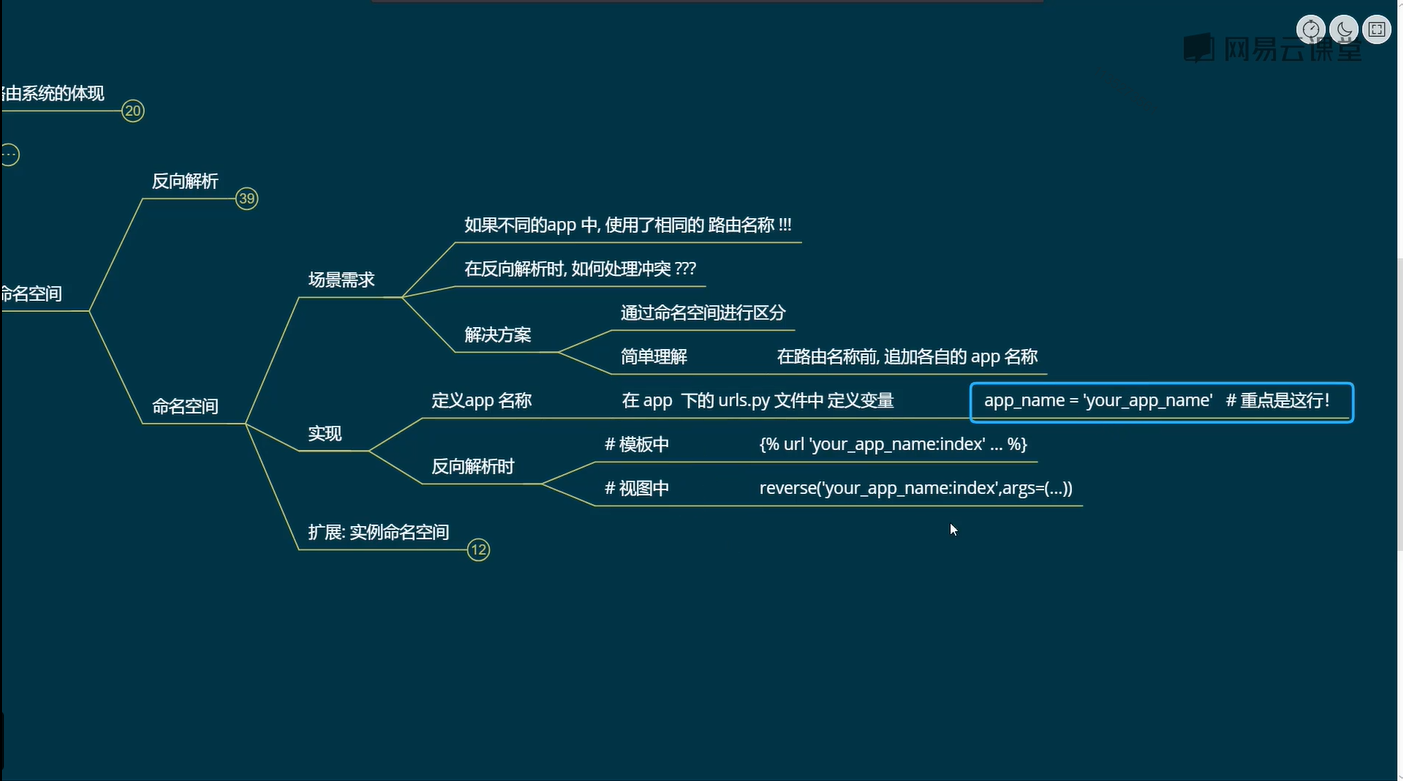 网易云课堂
由系统的体现
20
...
反向解析
39
如果不同的app 中, 使用了相同的 路由名称 !!!
在反向解析时, 如何处理冲突 ???
场景需求
命名空间
通过命名空间进行区分
解决方案
简单理解 在路由名称前, 追加各自的 app 名称
定义app 名称 在 app 下的 urls.py 文件中 定义变量 app_name = 'your_app_name' # 重点是这行!
命名空间
实现
# 模板中 {% url 'your_app_name:index' ... %}
反向解析时
# 视图中 reverse('your_app_name:index',args=(...))
扩展: 实例命名空间
12